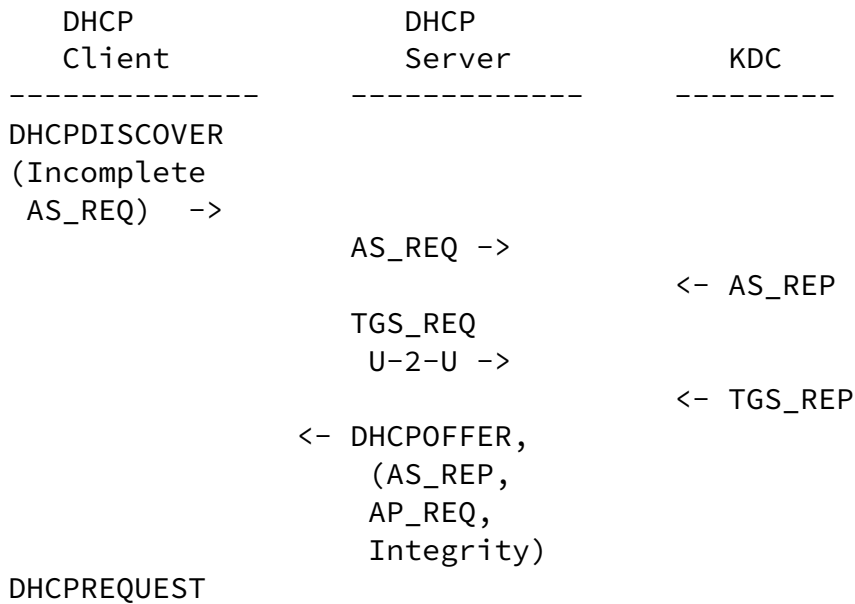 DHCP DHCP
Client Server KDC
-------------- ------------- ---------
DHCPDISCOVER
(Incomplete
AS_REQ) ->
AS_REQ ->
<- AS_REP
TGS_REQ
U-2-U ->
<- TGS_REP
<- DHCPOFFER,
(AS_REP,
AP_REQ,
Integrity)
DHCPREQUEST